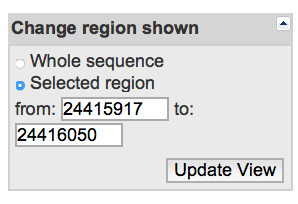 Change region shown
Whole sequence
Selected region
from: 24415917 to:
24416050
Update View